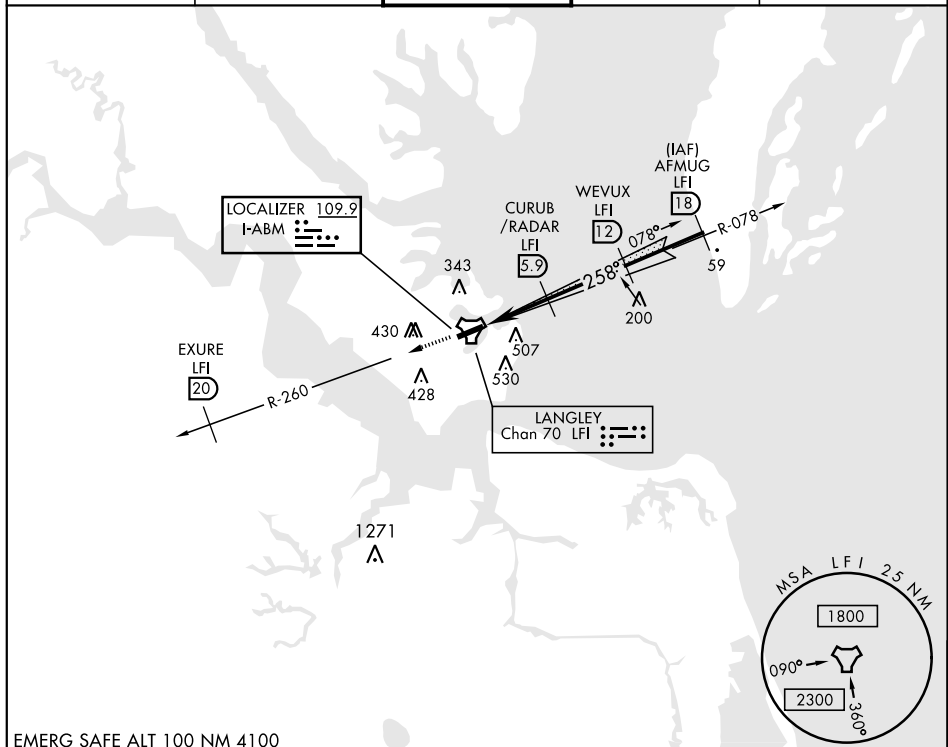 (IAF)
AFMUG
LFI
18
R-078
WEVUX
LFI
12
078°
CURUB
/RADAR
LFI
5.9
258°
59
200
LOCALIZER 109.9
I-ABM
343
430
507
530
428
EXURE
LFI
20
R-260
LANGLEY
Chan 70 LFI
1271
MSA LFI 25 NM
1800
090°
2300
360°
EMERG SAFE ALT 100 NM 4100